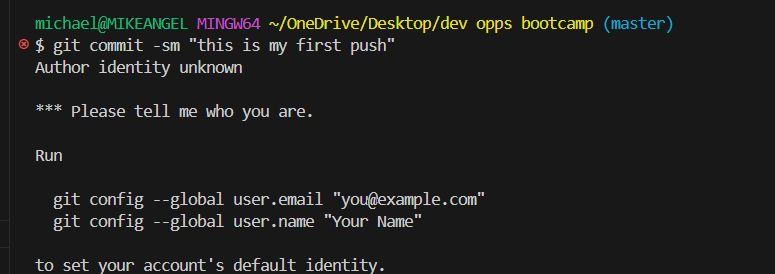 michael@MIKEANGEL MINGW64 ~/OneDrive/Desktop/dev opps bootcamp (master)
$ git commit -sm "this is my first push"
Author identity unknown
*** Please tell me who you are.
Run
git config --global user.email "you@example.com"
git config --global user.name "Your Name"
to set your account's default identity.